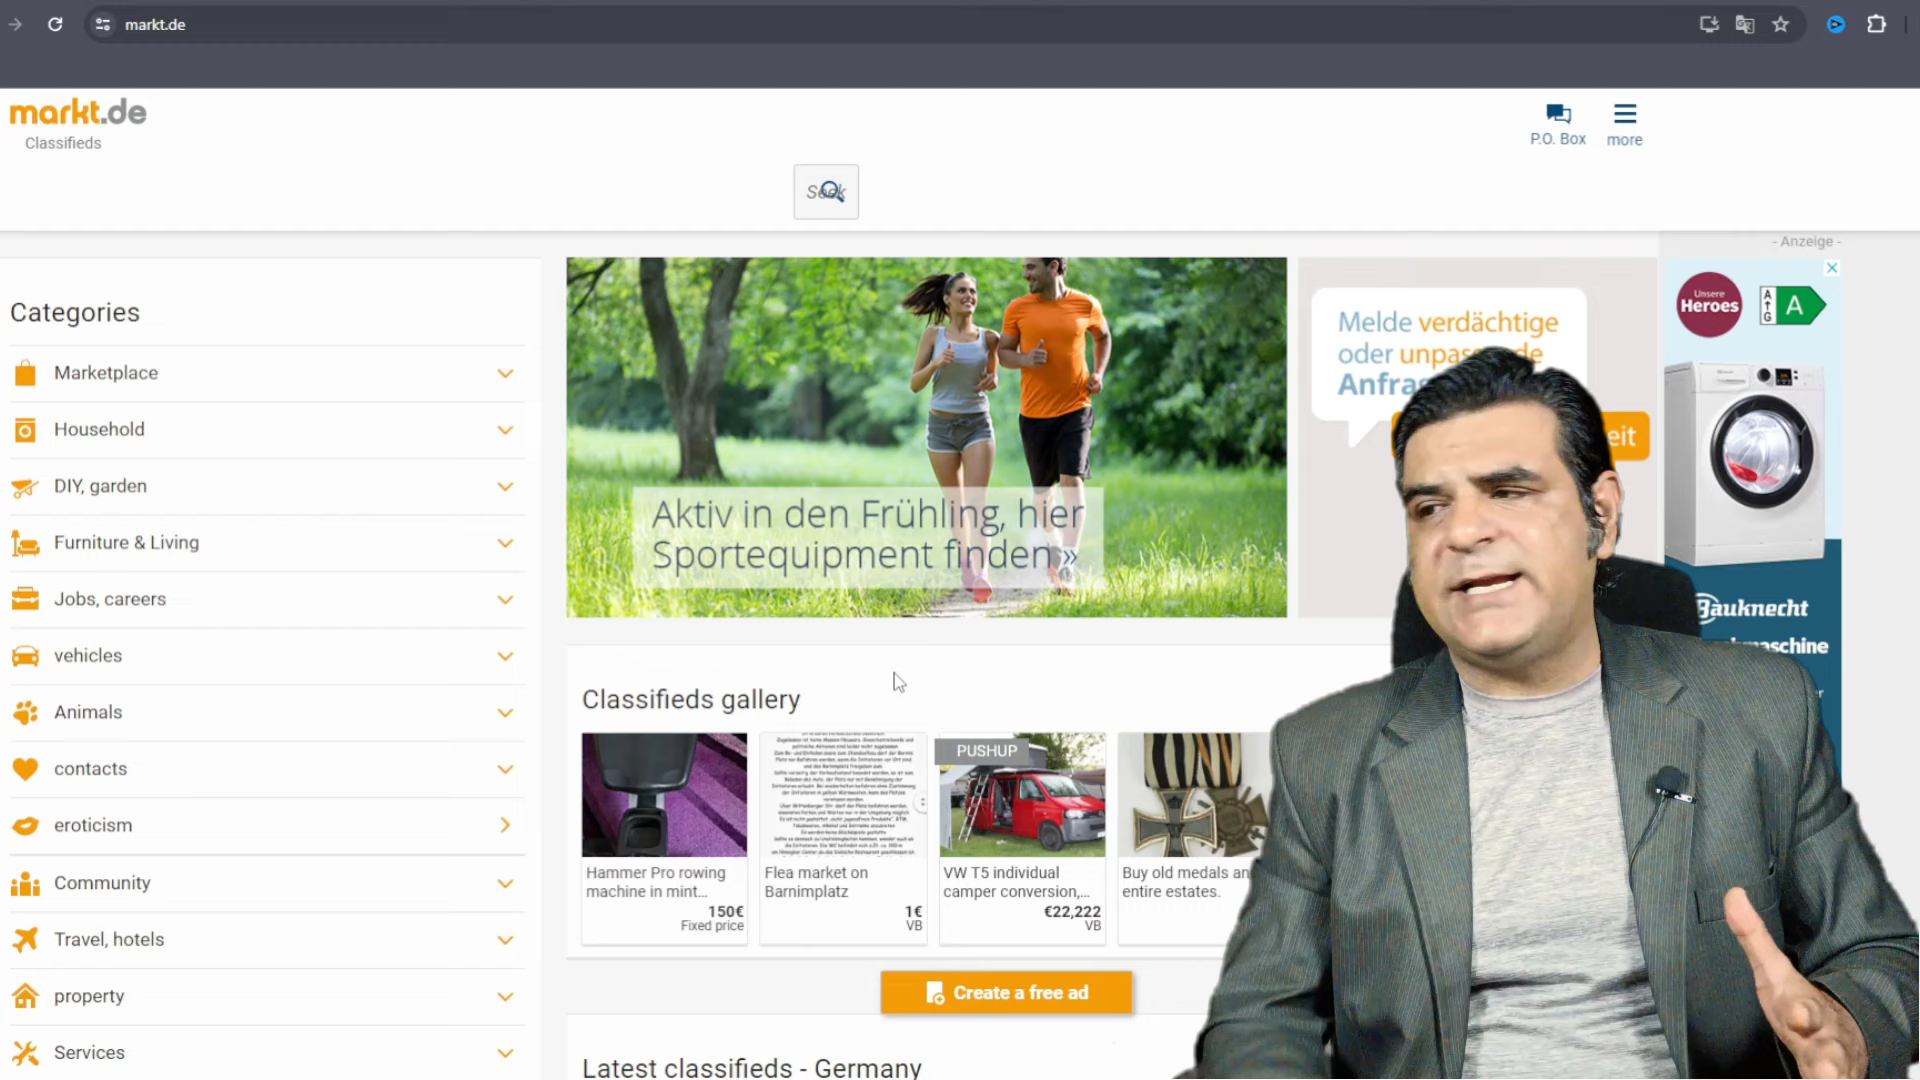 markt.de
markt.de
Classifieds
P.O. Box
more
Seek
- Anzeige -
Categories
Marketplace
Household
DIY, garden
Furniture & Living
Jobs, careers
vehicles
Animals
contacts
eroticism
Community
Travel, hotels
property
Services
Aktiv in den Frühling, hier
Sportequipment finden »
Melde verdächtige
oder
Unsere
Heroes
A
G
A
Bauknecht
Classifieds gallery
Hammer Pro rowing
machine in mint...
150€
Fixed price
Flea market on
Barnimplatz
1€
VB
PUSHUP
VW T5 individual
camper conversion,...
€22,222
VB
Buy old medals
entire estates.
Create a free ad
Latest classifieds - Germany